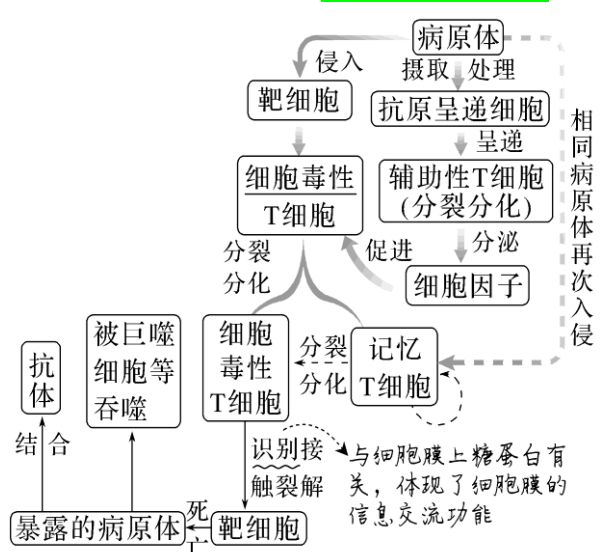 病原体
侵入
摄取 处理
靶细胞
抗原呈递细胞
呈递
细胞毒性
T细胞
辅助性T细胞
(分裂分化)
相同病原体再次入侵
分泌
促进
细胞因子
分裂
分化
被巨噬
细胞等
吞噬
抗体
细胞
毒性
T细胞
分裂
分化
记忆
T细胞
结合
识别接
触裂解
与细胞膜上糖蛋白有
关，体现了细胞膜的
信息交流功能
暴露的病原体
死
靶细胞